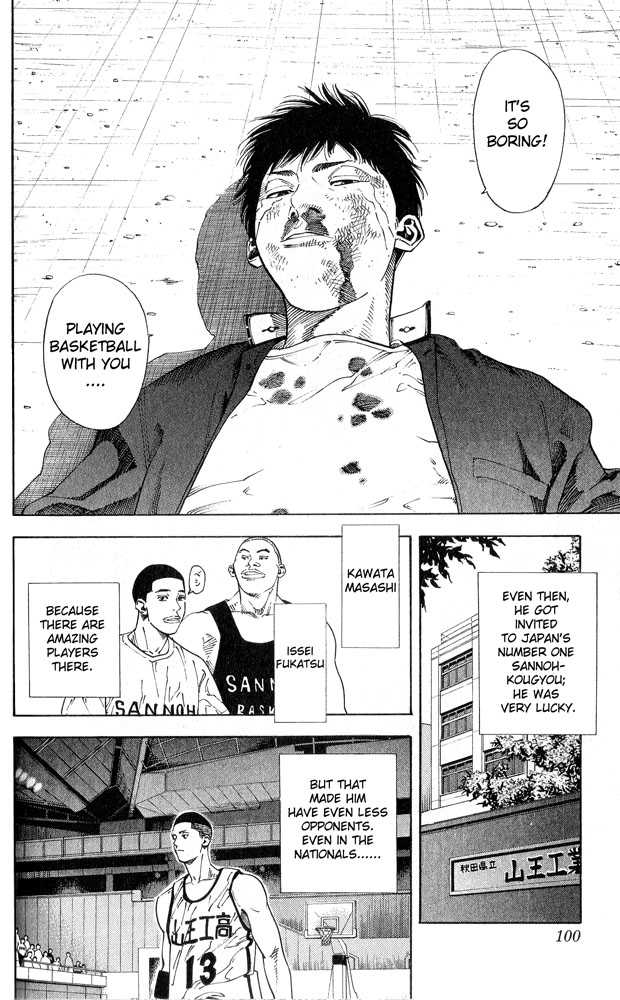 IT'S
SO
BORING!
PLAYING
BASKETBALL
WITH YOU
....
EVEN THEN,
HE GOT
INVITED
TO JAPAN'S
NUMBER ONE
SANNOH-
KOUGYOU;
HE WAS
VERY LUCKY.
秋田県立
山王工業
KAWATA
MASASHI
ISSEI
FUKATSU
BECAUSE
THERE ARE
AMAZING
PLAYERS
THERE.
SANNOH
SANN
BASK
BUT THAT
MADE HIM
HAVE EVEN LESS
OPPONENTS.
EVEN IN THE
NATIONALS......
山王工高
13
100